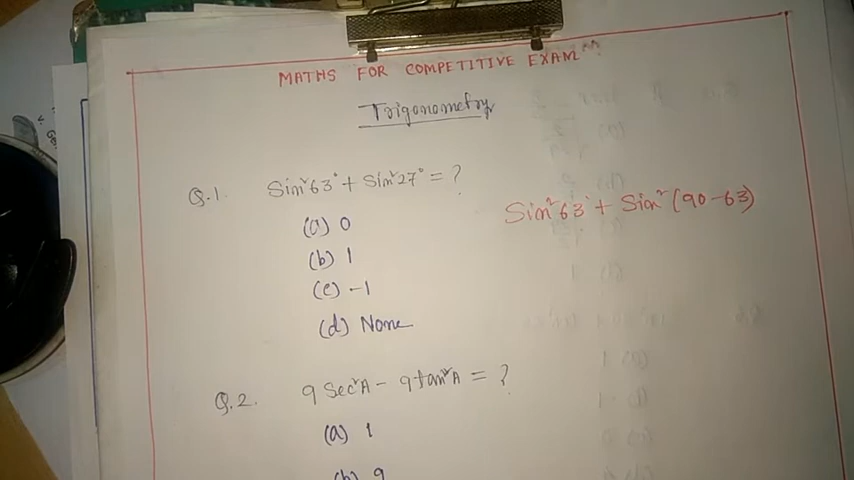 MATHS FOR COMPETITIVE EXAM
Trigonometry
Q.1. Sin²63° + Sin²27° = ?
Sin²63° + Sin²(90-63)
(a) 0
(b) 1
(c) -1
(d) None
Q.2. 9 Sec²A - 9 tan²A = ?
(a) 1
(b) 9